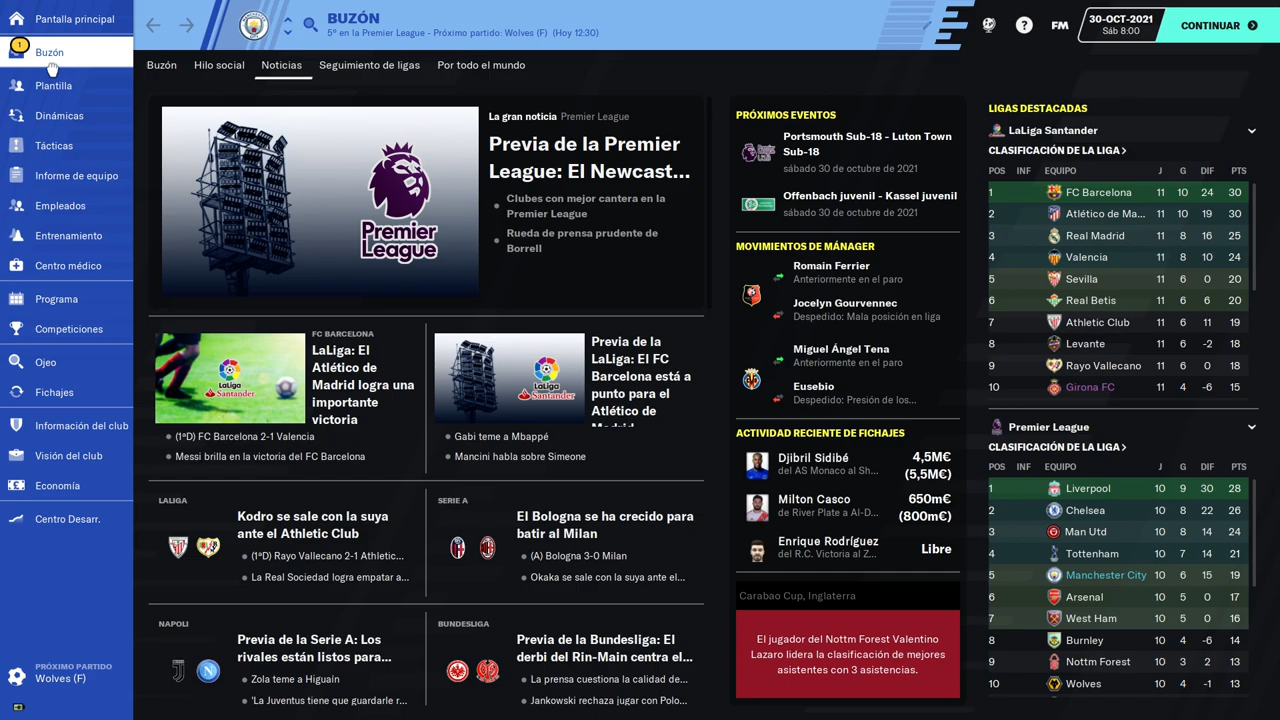 Pantalla principal
1
Buzón
Plantilla
Dinámicas
Tácticas
Informe de equipo
Empleados
Entrenamiento
Centro médico
Programa
Competiciones
Ojeo
Fichajes
Información del club
Visión del club
Economía
Centro Desarr.
PRÓXIMO PARTIDO
Wolves (F)
BUZÓN
5º en la Premier League - Próximo partido: Wolves (F) (Hoy 12:30)
?
FM
30-OCT-2021
Sáb 8:00
CONTINUAR
Buzón Hilo social Noticias Seguimiento de ligas Por todo el mundo
Premier League
La gran noticia Premier League
Previa de la Premier
League: El Newcast...
Clubes con mejor cantera en la
Premier League
Rueda de prensa prudente de
Borrell
LaLiga
Santander
FC BARCELONA
LaLiga: El
Atlético de
Madrid logra una
importante
victoria
(1ªD) FC Barcelona 2-1 Valencia
Messi brilla en la victoria del FC Barcelona
LaLiga
Santander
Previa de la
LaLiga: El FC
Barcelona está a
punto para el
Atlético de
Madrid
Gabi teme a Mbappé
Mancini habla sobre Simeone
LALIGA
Kodro se sale con la suya
ante el Athletic Club
(1ªD) Rayo Vallecano 2-1 Athletic...
La Real Sociedad logra empatar a...
SERIE A
El Bologna se ha crecido para
batir al Milan
(A) Bologna 3-0 Milan
Okaka se sale con la suya ante el...
NAPOLI
Previa de la Serie A: Los
rivales están listos para...
Zola teme a Higuaín
'La Juventus tiene que guardarle r...
BUNDESLIGA
Previa de la Bundesliga: El
derbi del Rin-Main centra el...
La prensa cuestiona la calidad de...
Jankowski rechaza jugar con Polo...
PRÓXIMOS EVENTOS
Portsmouth Sub-18 - Luton Town
Sub-18
sábado 30 de octubre de 2021
Offenbach juvenil - Kassel juvenil
sábado 30 de octubre de 2021
MOVIMIENTOS DE MÁNAGER
Romain Ferrier
Anteriormente en el paro
Jocelyn Gourvennec
Despedido: Mala posición en liga
Miguel Ángel Tena
Anteriormente en el paro
Eusebio
Despedido: Presión de los...
ACTIVIDAD RECIENTE DE FICHAJES
Djibril Sidibé 4,5M€
del AS Monaco al Sh... (5,5M€)
Milton Casco 650m€
de River Plate a Al-D... (800m€)
Enrique Rodríguez Libre
del R.C. Victoria al Z...
Carabao Cup, Inglaterra
El jugador del Nottm Forest Valentino
Lazaro lidera la clasificación de mejores
asistentes con 3 asistencias.
LIGAS DESTACADAS
LaLiga Santander
CLASIFICACIÓN DE LA LIGA
POS INF EQUIPO J G DIF PTS
1 FC Barcelona 11 10 24 30
2 Atlético de Ma... 11 10 19 30
3 Real Madrid 11 8 16 25
4 Valencia 11 8 10 24
5 Sevilla 11 6 0 20
6 Real Betis 11 6 6 20
7 Athletic Club 11 6 11 19
8 Levante 11 6 -2 18
9 Rayo Vallecano 11 6 0 18
10 Girona FC 11 4 -6 15
Premier League
CLASIFICACIÓN DE LA LIGA
POS INF EQUIPO J G DIF PTS
1 Liverpool 10 9 30 28
2 Chelsea 10 8 22 26
3 Man Utd 10 8 14 24
4 Tottenham 10 7 14 21
5 Manchester City 10 6 15 19
6 Arsenal 10 5 0 17
7 West Ham 10 5 0 16
8 Burnley 10 4 -6 14
9 Nottm Forest 10 3 2 13
10 Wolves 10 4 -1 13